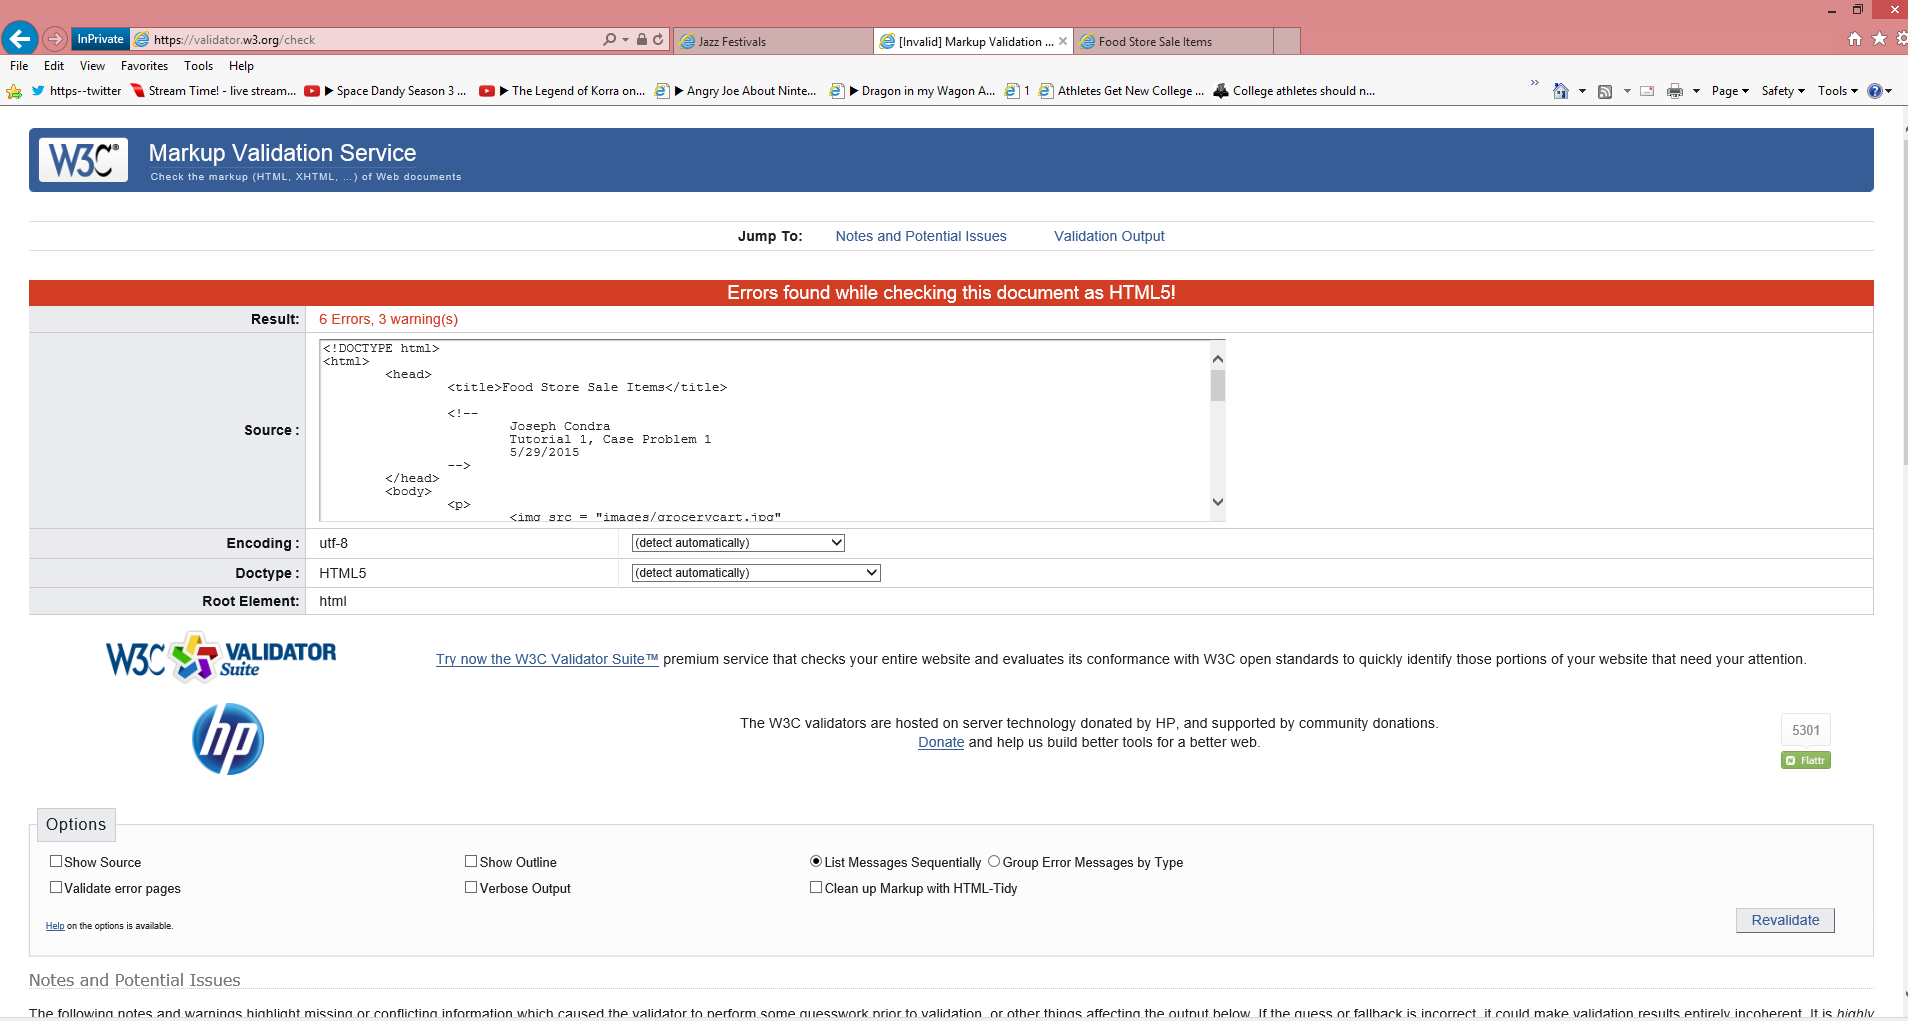 InPrivate https://validator.w3.org/check Jazz Festivals [Invalid] Markup Validation ... Food Store Sale Items
File Edit View Favorites Tools Help
https--twitter Stream Time! - live stream... ▶ Space Dandy Season 3 ... ▶ The Legend of Korra on... ▶ Angry Joe About Ninte... ▶ Dragon in my Wagon A... 1 Athletes Get New College ... College athletes should n... » Page Safety Tools
W3C® Markup Validation Service
Check the markup (HTML, XHTML, ...) of Web documents
Jump To: Notes and Potential Issues Validation Output
Errors found while checking this document as HTML5!
Result: 6 Errors, 3 warning(s)
Source :
<!DOCTYPE html>
<html>
<head>
<title>Food Store Sale Items</title>
<!--
Joseph Condra
Tutorial 1, Case Problem 1
5/29/2015
-->
</head>
<body>
<p>
<img src = "images/grocerycart.jpg"
Encoding : utf-8 (detect automatically)
Doctype : HTML5 (detect automatically)
Root Element: html
W3C VALIDATOR Suite
Try now the W3C Validator Suite™ premium service that checks your entire website and evaluates its conformance with W3C open standards to quickly identify those portions of your website that need your attention.
hp
The W3C validators are hosted on server technology donated by HP, and supported by community donations.
Donate and help us build better tools for a better web.
5301
Flattr
Options
Show Source Show Outline List Messages Sequentially Group Error Messages by Type
Validate error pages Verbose Output Clean up Markup with HTML-Tidy
Help on the options is available.
Revalidate
Notes and Potential Issues
The following notes and warnings highlight missing or conflicting information which caused the validator to perform some guesswork prior to validation, or other things affecting the output below. If the guess or fallback is incorrect, it could make validation results entirely incoherent. It is highly